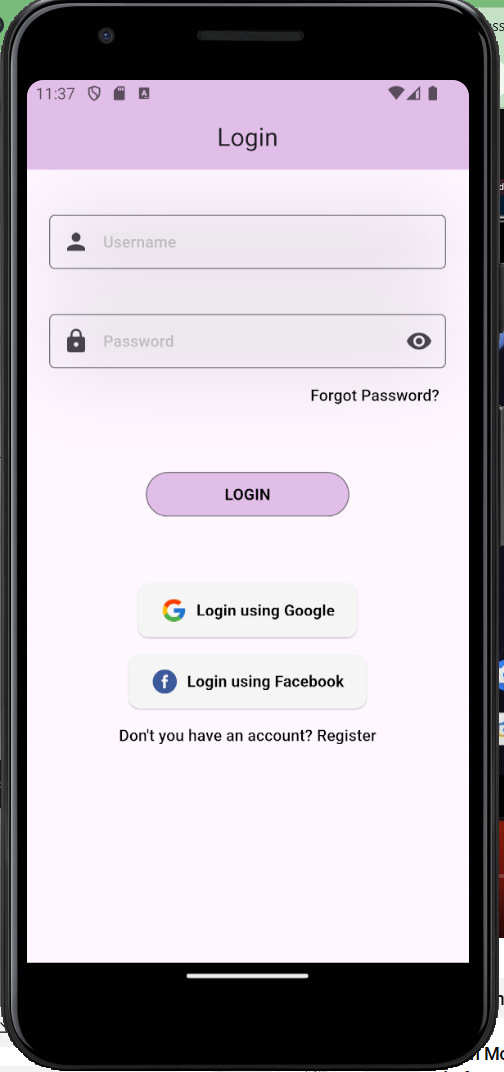 11:37
Login
Username
Password
Forgot Password?
LOGIN
Login using Google
Login using Facebook
Don't you have an account? Register